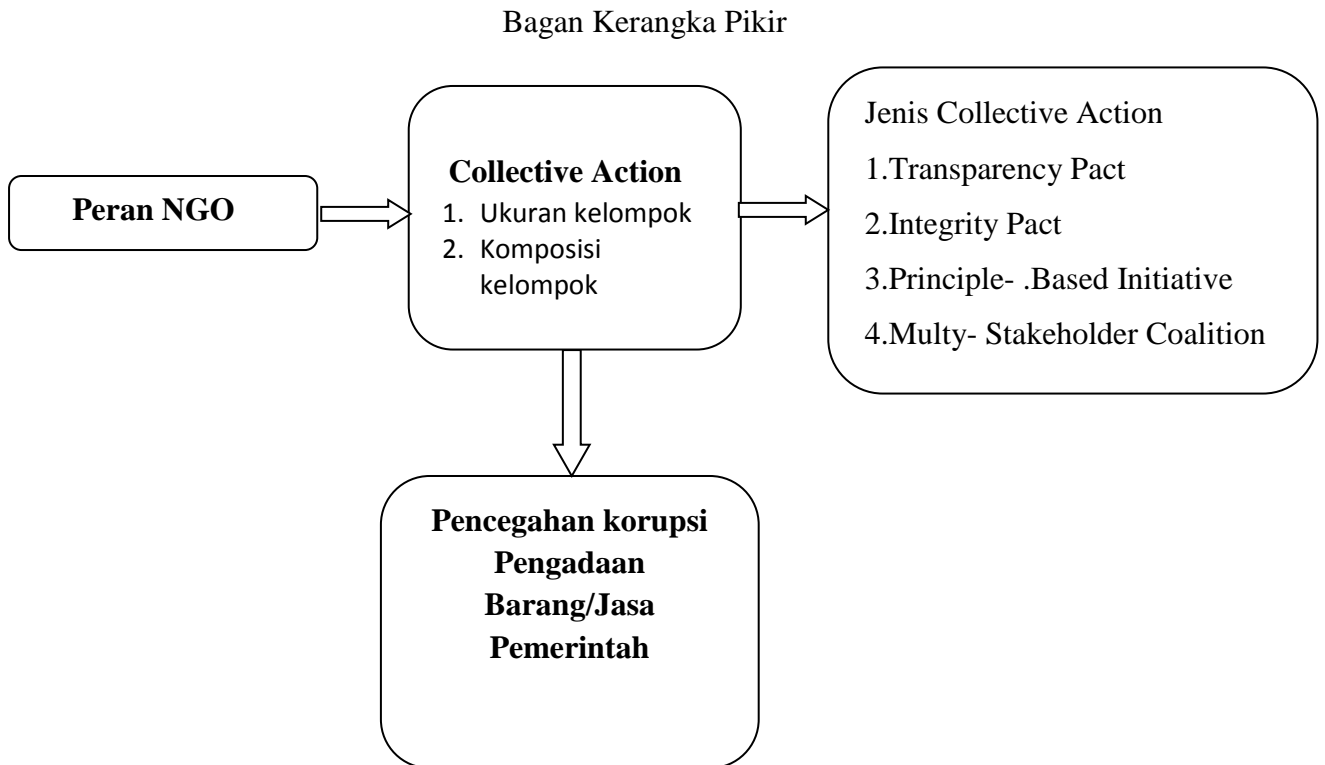 Bagan Kerangka Pikir
Peran NGO
Collective Action
1. Ukuran kelompok
2. Komposisi
kelompok
Jenis Collective Action
1.Transparency Pact
2.Integrity Pact
3.Principle- .Based Initiative
4.Multy- Stakeholder Coalition
Pencegahan korupsi
Pengadaan
Barang/Jasa
Pemerintah